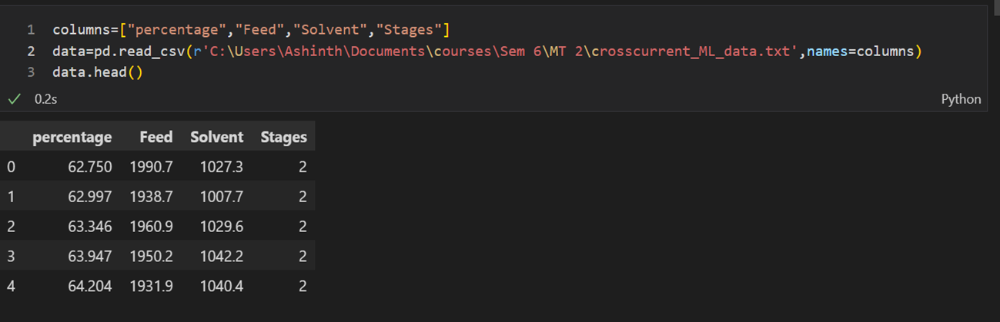 1 columns=["percentage","Feed","Solvent","Stages"]
2 data=pd.read_csv(r'C:\Users\Ashinth\Documents\courses\Sem 6\MT 2\crosscurrent_ML_data.txt',names=columns)
3 data.head()
✓ 0.2s Python
percentage Feed Solvent Stages
0 62.750 1990.7 1027.3 2
1 62.997 1938.7 1007.7 2
2 63.346 1960.9 1029.6 2
3 63.947 1950.2 1042.2 2
4 64.204 1931.9 1040.4 2